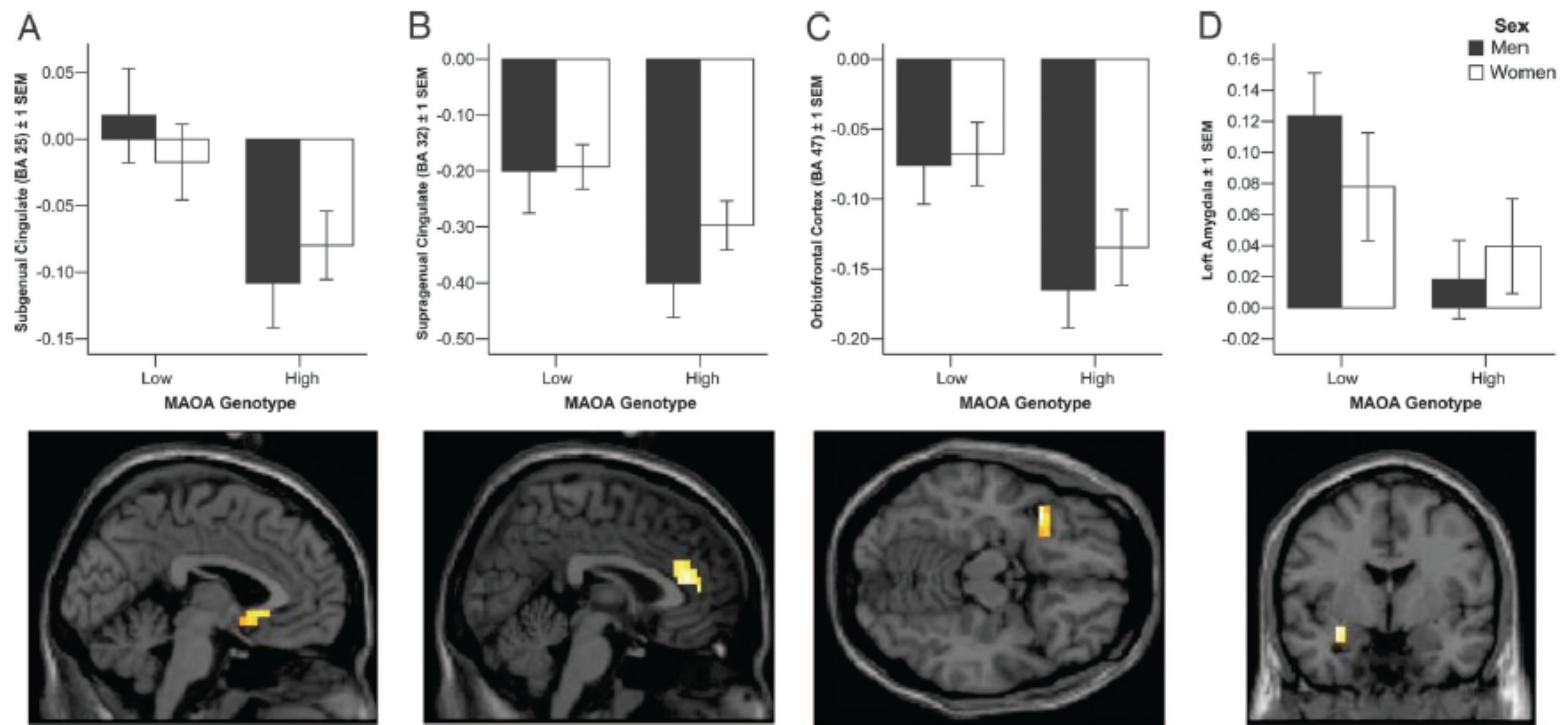 A
Subgenual Cingulate (BA 25) ± 1 SEM
0.05
0.00
-0.05
-0.10
-0.15
Low
High
MAOA Genotype
B
Supragenual Cingulate (BA 32) ± 1 SEM
0.00
-0.10
-0.20
-0.30
-0.40
-0.50
Low
High
MAOA Genotype
C
Orbitofrontal Cortex (BA 47) ± 1 SEM
0.00
-0.05
-0.10
-0.15
-0.20
Low
High
MAOA Genotype
D
Left Amygdala ± 1 SEM
0.16
0.14
0.12
0.10
0.08
0.06
0.04
0.02
0.00
-0.02
Low
High
MAOA Genotype
Sex
Men
Women